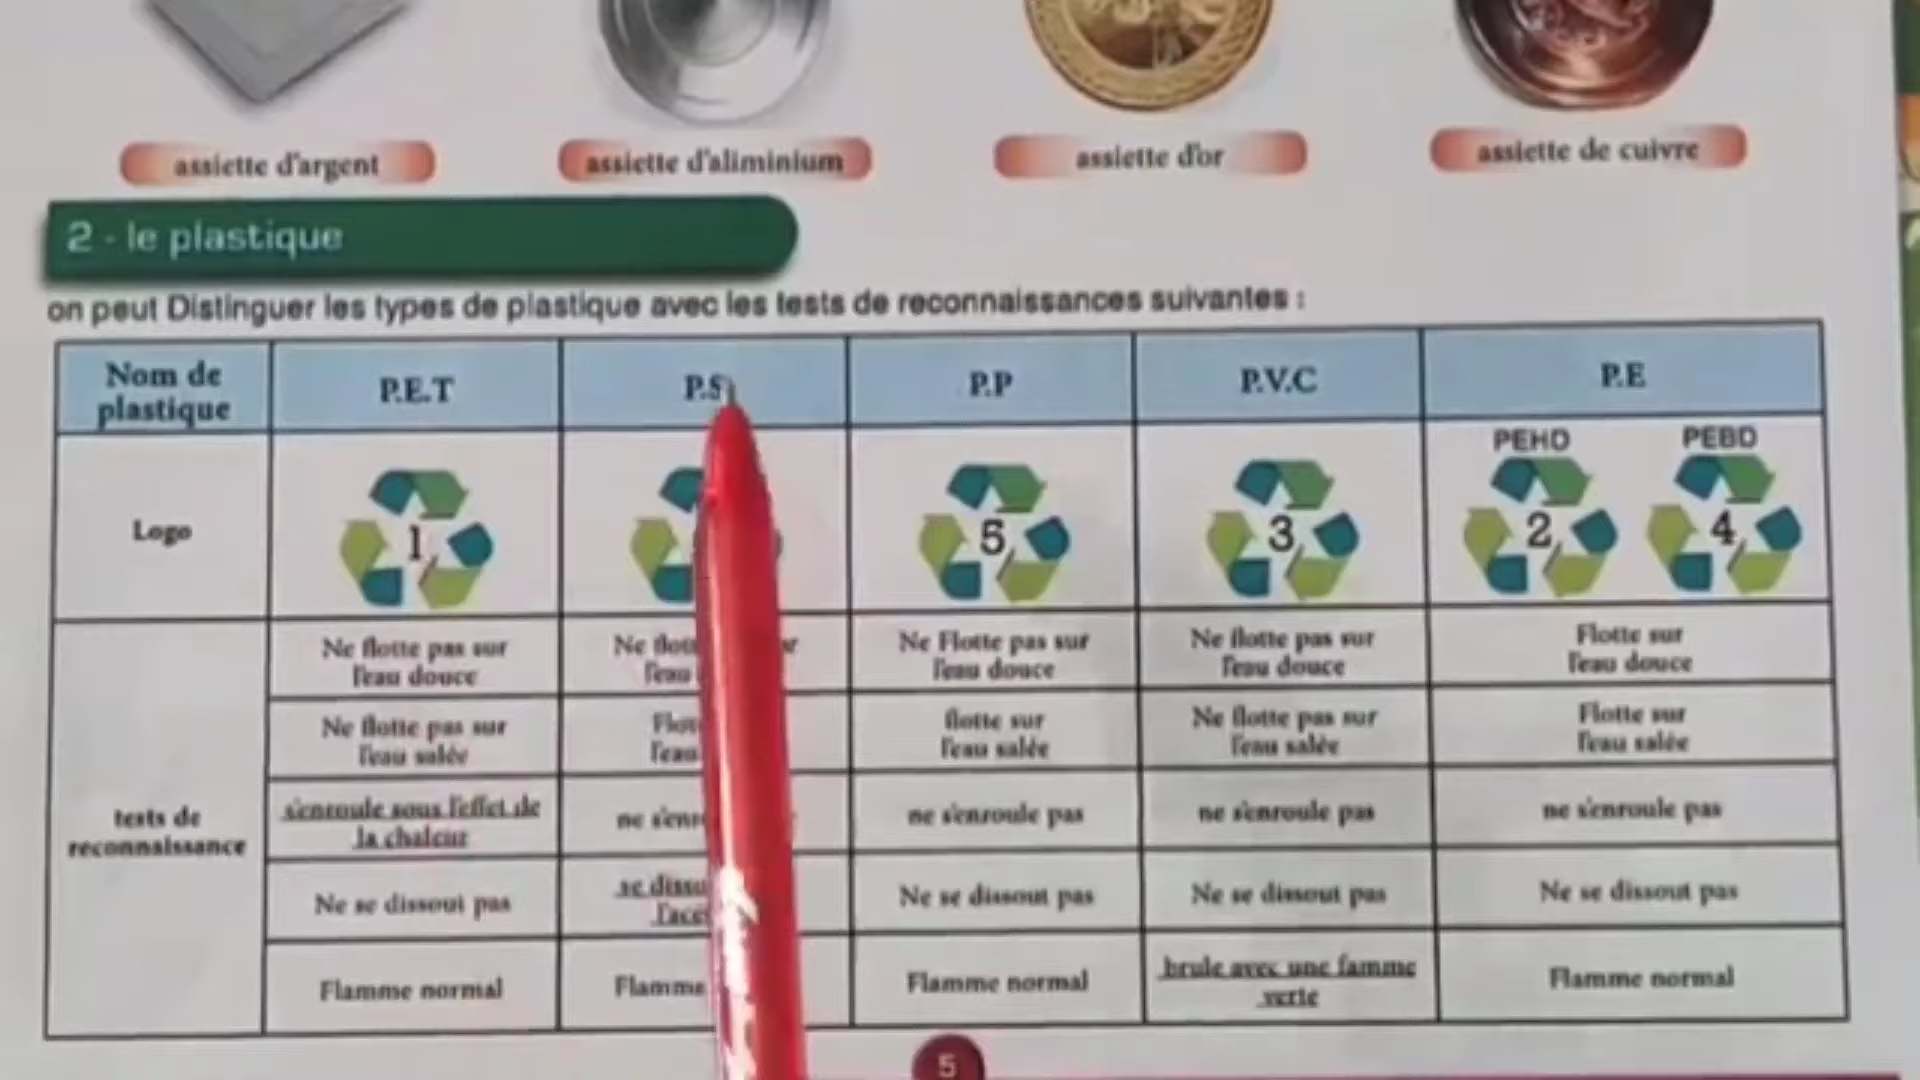 assiette d'argent
assiette d'aliminium
assiette d'or
assiette de cuivre
2 - le plastique
on peut Distinguer les types de plastique avec les tests de reconnaissances suivantes :
Nom de
plastique
P.E.T
P.S
P.P
P.V.C
P.E
Logo
1
5
3
PEHD
2
PEBD
4
tests de
reconnaissance
Ne flotte pas sur
l'eau douce
Ne
l'eau
Ne Flotte pas sur
l'eau douce
Ne flotte pas sur
l'eau douce
Flotte sur
l'eau douce
Ne flotte pas sur
l'eau salée
l'eau
flotte sur
l'eau salée
Ne flotte pas sur
l'eau salée
Flotte sur
l'eau salée
s'enroule sous l'effet de
la chaleur
ne
ne s'enroule pas
ne s'enroule pas
ne s'enroule pas
Ne se dissout pas
se
Ne se dissout pas
Ne se dissout pas
Ne se dissout pas
Flamme normal
Flamme
Flamme normal
brule avec une famme
verte
Flamme normal
5